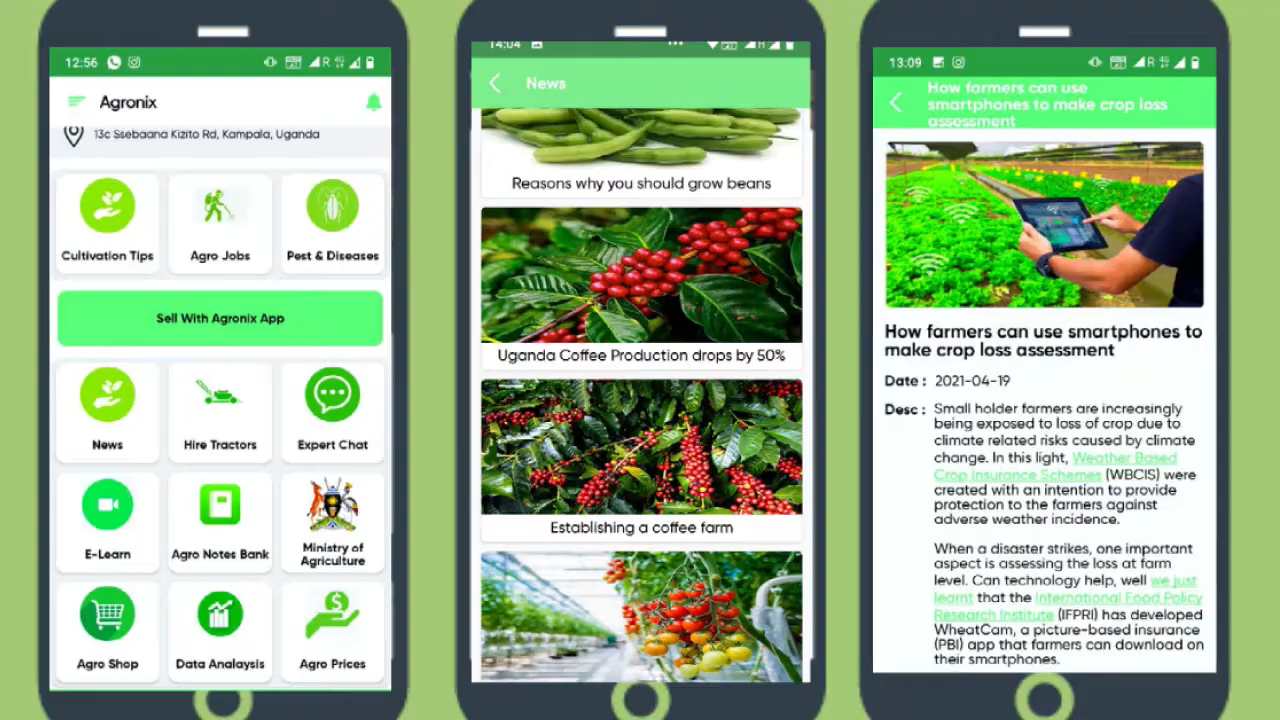 12:56
R
Agronix
13c Ssebaana Kizito Rd, Kampala, Uganda
Cultivation Tips
Agro Jobs
Pest & Diseases
Sell With Agronix App
News
Hire Tractors
Expert Chat
E-Learn
Agro Notes Bank
Ministry of
Agriculture
Agro Shop
Data Analaysis
Agro Prices
14:04
R
News
Reasons why you should grow beans
Uganda Coffee Production drops by 50%
Establishing a coffee farm
13:09
R
How farmers can use
smartphones to make crop loss
assessment
How farmers can use smartphones to
make crop loss assessment
Date : 2021-04-19
Desc : Small holder farmers are increasingly
being exposed to loss of crop due to
climate related risks caused by climate
change. In this light, Weather Based
Crop Insurance Schemes (WBCIS) were
created with an intention to provide
protection to the farmers against
adverse weather incidence.
When a disaster strikes, one important
aspect is assessing the loss at farm
level. Can technology help, well we just
learnt that the International Food Policy
Research Institute (IFPRI) has developed
WheatCam, a picture-based insurance
(PBI) app that farmers can download on
their smartphones.